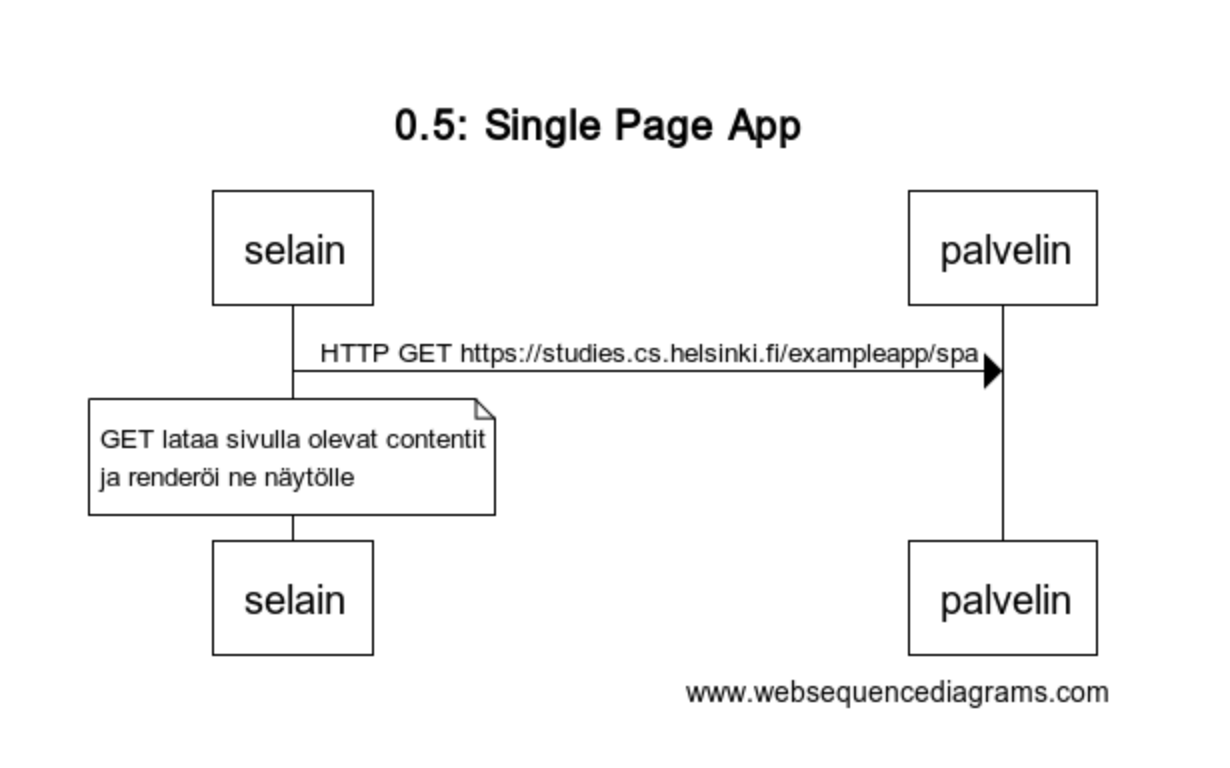 0.5: Single Page App
selain
palvelin
HTTP GET https://studies.cs.helsinki.fi/exampleapp/spa
GET lataa sivulla olevat contentit
ja renderöi ne näytölle
selain
palvelin
www.websequencediagrams.com